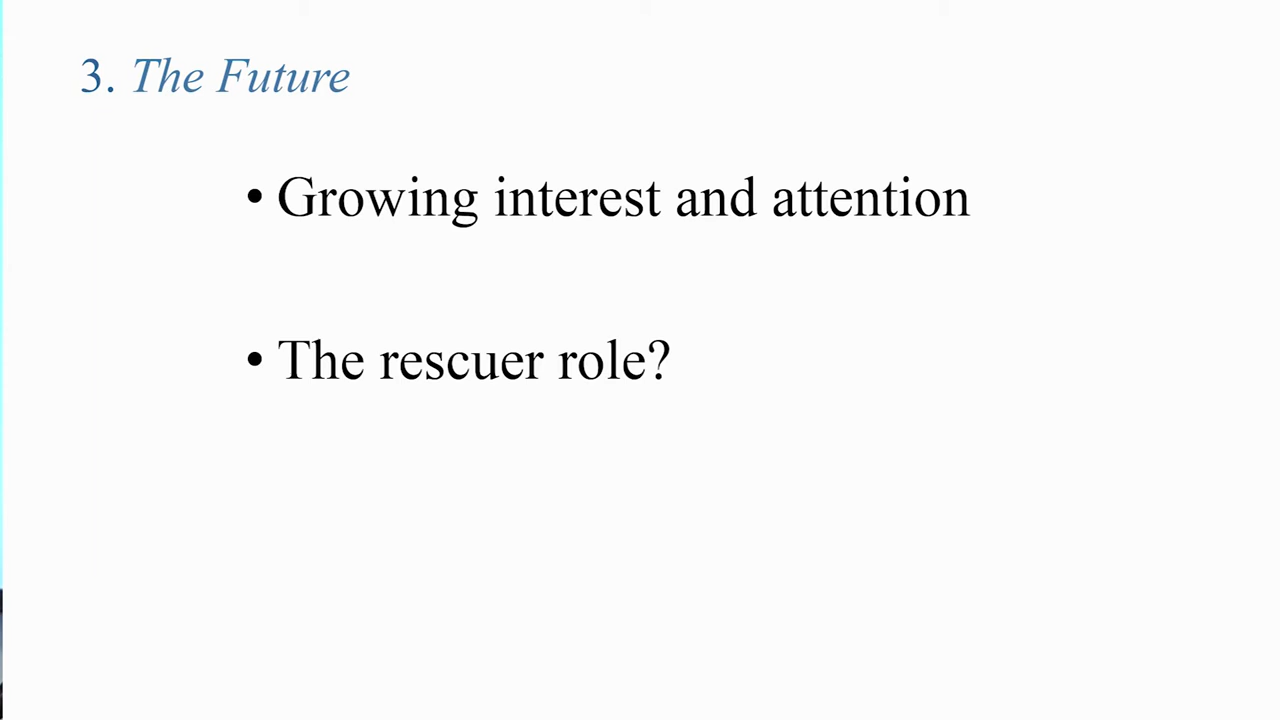 3. The Future
• Growing interest and attention
• The rescuer role?